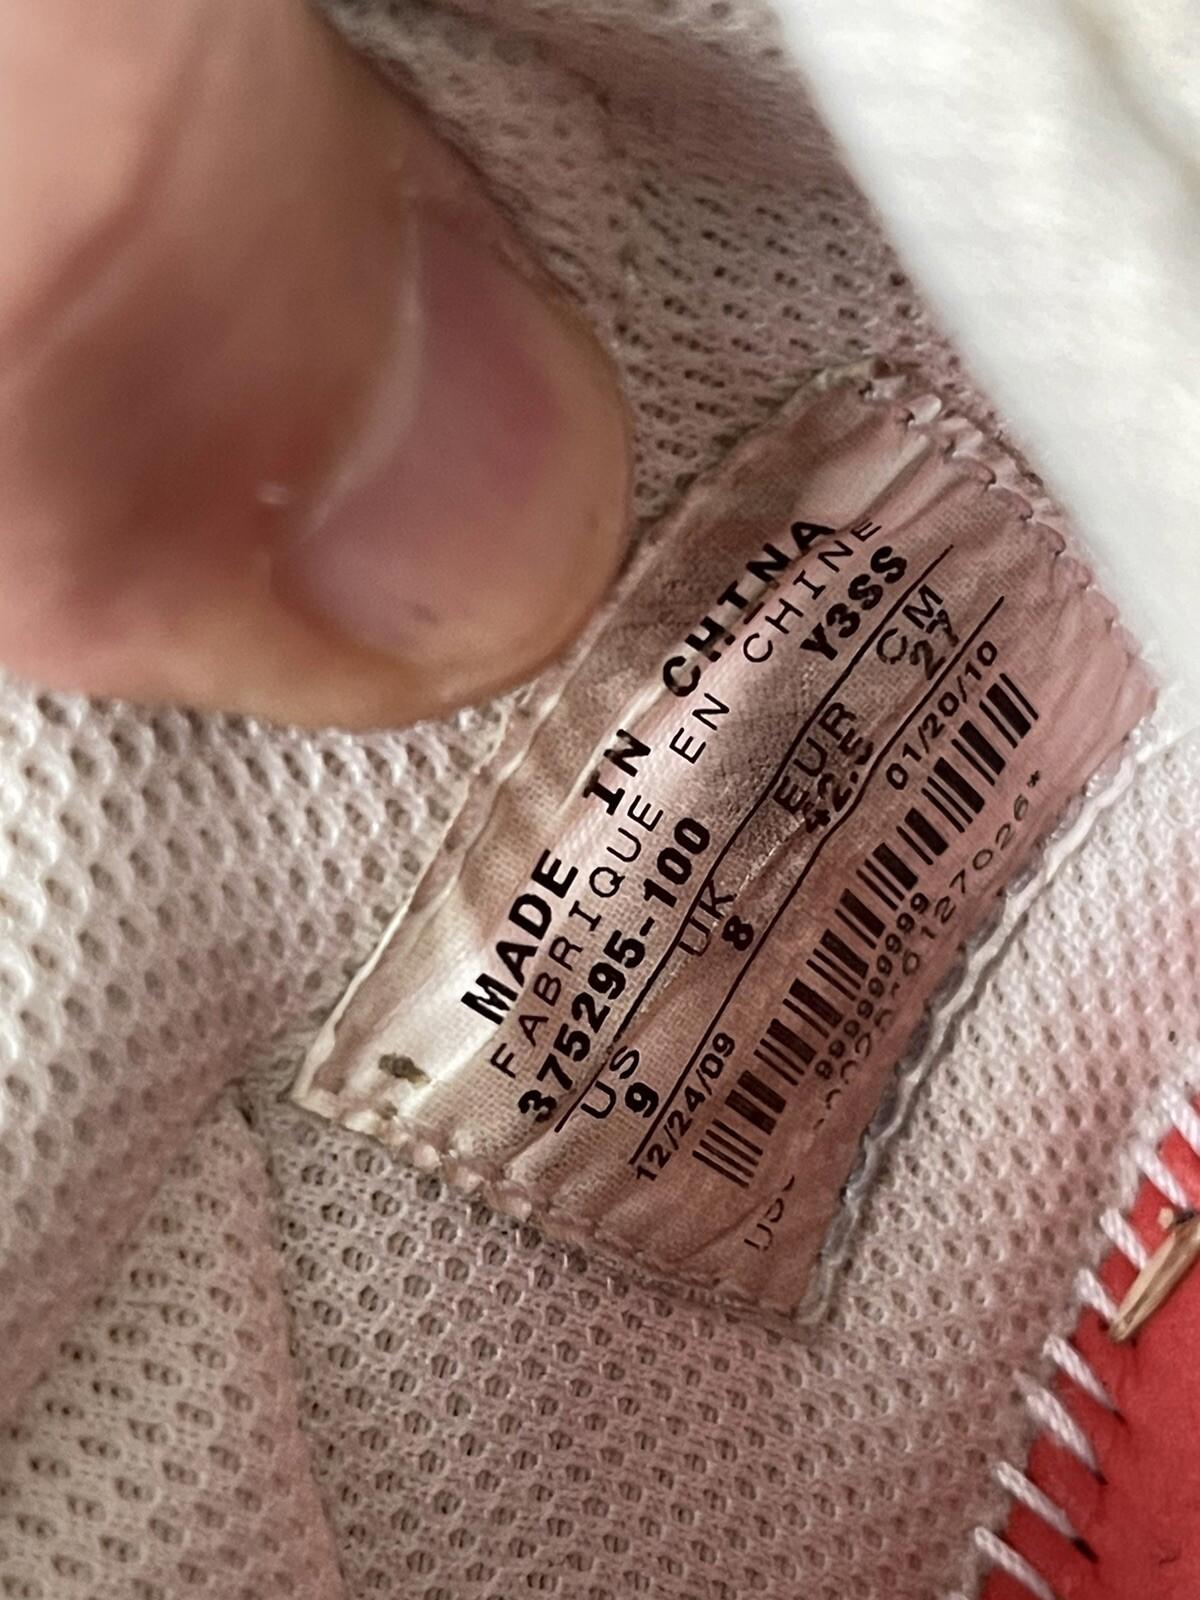 MADE IN CHINA
FABRIQUE EN CHINE
375295-100 Y3SS
US UK EUR CM
9 8 42.5 27
12/24/09 01/20/10